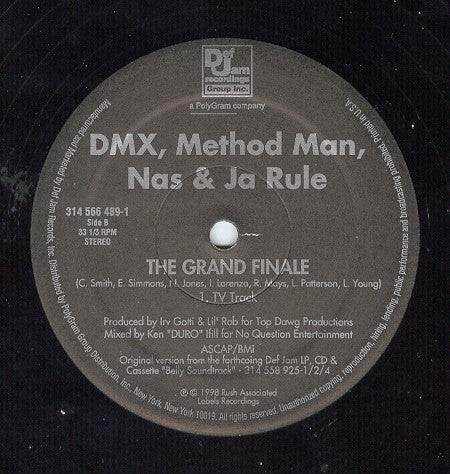 Def
Jam
recordings
Group Inc.
a PolyGram company
DMX, Method Man,
Nas & Ja Rule
314 566 489-1
Side B
33 1/3 RPM
STEREO
THE GRAND FINALE
(C. Smith, E. Simmons, N. Jones, I. Lorenzo, R. Mays, L. Patterson, L. Young)
1. TV Track
Produced by Irv Gotti & Lil' Rob for Top Dawg Productions
Mixed by Ken "DURO" Ifill for No Question Entertainment
ASCAP/BMI
Original version from the forthcoming Def Jam LP, CD &
Cassette "Belly Soundtrack" - 314 558 925-1/2/4
℗ © 1998 Rush Associated
Labels Recordings
Manufactured and Marketed by Def Jam Records, Inc. Distributed by PolyGram Group Distribution, Inc. New York, New York 10019. All rights reserved. Unauthorized copying, reproduction, hiring, lending, public performance and broadcasting prohibited. Printed in U.S.A.